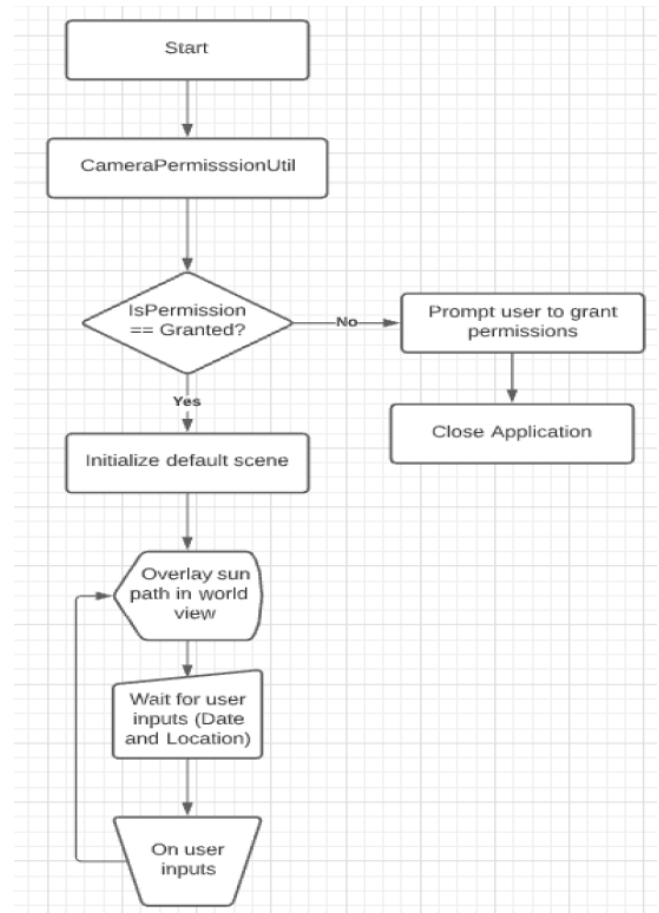 Start
CameraPermisssionUtil
IsPermission
== Granted?
No
Prompt user to grant
permissions
Yes
Close Application
Initialize default scene
Overlay sun
path in world
view
Wait for user
inputs (Date
and Location)
On user
inputs